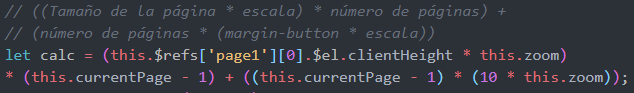 // ((Tamaño de la página * escala) * número de páginas) +
// (número de páginas * (margin-button * escala))
let calc = (this.$refs['page1'][0].$el.clientHeight * this.zoom)
* (this.currentPage - 1) + ((this.currentPage - 1) * (10 * this.zoom));